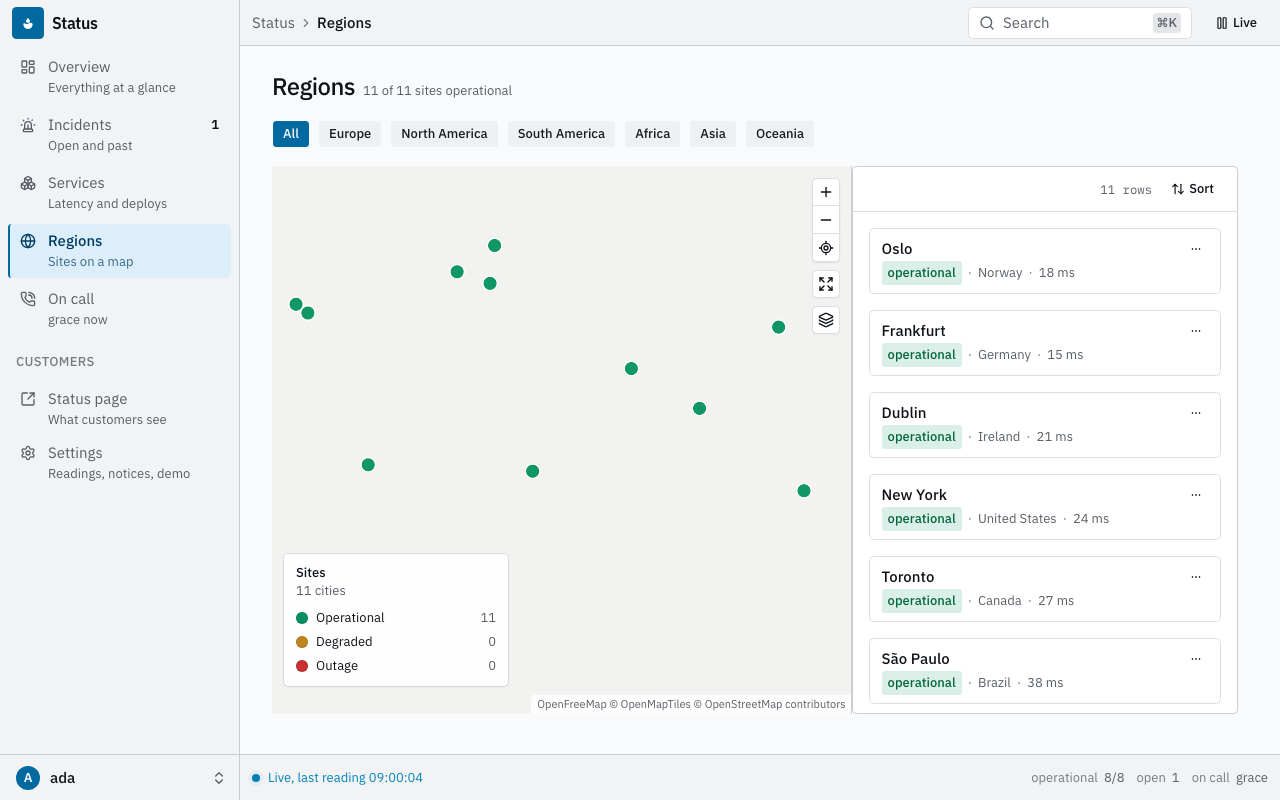 Status
Status > Regions
Search
⌘K
Live
Overview
Everything at a glance
Incidents
1
Open and past
Services
Latency and deploys
Regions
Sites on a map
On call
grace now
CUSTOMERS
Status page
What customers see
Settings
Readings, notices, demo
Regions
11 of 11 sites operational
All
Europe
North America
South America
Africa
Asia
Oceania
Sites
11 cities
Operational 11
Degraded 0
Outage 0
OpenFreeMap © OpenMapTiles © OpenStreetMap contributors
11 rows
Sort
Oslo
operational · Norway · 18 ms
Frankfurt
operational · Germany · 15 ms
Dublin
operational · Ireland · 21 ms
New York
operational · United States · 24 ms
Toronto
operational · Canada · 27 ms
São Paulo
operational · Brazil · 38 ms
A
ada
Live, last reading 09:00:04
operational 8/8 open 1 on call grace